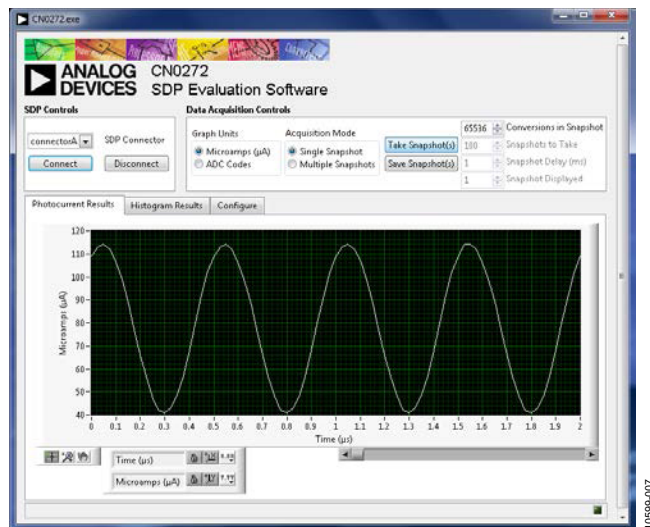 CN0272.exe
ANALOG DEVICES
CN0272
SDP Evaluation Software
SDP Controls
connectorA
SDP Connector
Connect
Disconnect
Data Acquisition Controls
Graph Units
Microamps (µA)
ADC Codes
Acquisition Mode
Single Snapshot
Multiple Snapshots
Take Snapshot(s)
Save Snapshot(s)
65536 Conversions in Snapshot
100 Snapshots to Take
1 Snapshot Delay (ms)
1 Snapshot Displayed
Photocurrent Results
Histogram Results
Configure
Microamps (µA)
120
110
100
90
80
70
60
50
40
0 0.1 0.2 0.3 0.4 0.5 0.6 0.7 0.8 0.9 1 1.1 1.2 1.3 1.4 1.5 1.6 1.7 1.8 1.9 2
Time (µs)
Time (µs)
Microamps (µA)
10599-007